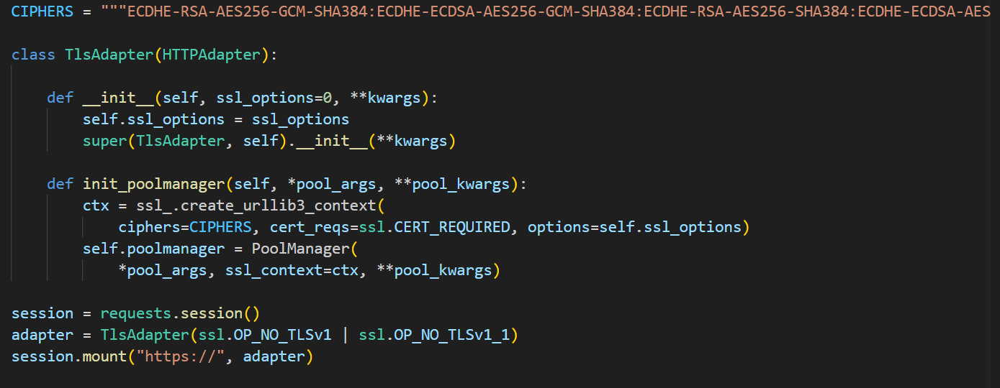 CIPHERS = """ECDHE-RSA-AES256-GCM-SHA384:ECDHE-ECDSA-AES256-GCM-SHA384:ECDHE-RSA-AES256-SHA384:ECDHE-ECDSA-AES
class TlsAdapter(HTTPAdapter):
    def __init__(self, ssl_options=0, **kwargs):
        self.ssl_options = ssl_options
        super(TlsAdapter, self).__init__(**kwargs)
    def init_poolmanager(self, *pool_args, **pool_kwargs):
        ctx = ssl_.create_urllib3_context(
            ciphers=CIPHERS, cert_reqs=ssl.CERT_REQUIRED, options=self.ssl_options)
        self.poolmanager = PoolManager(
            *pool_args, ssl_context=ctx, **pool_kwargs)
session = requests.session()
adapter = TlsAdapter(ssl.OP_NO_TLSv1 | ssl.OP_NO_TLSv1_1)
session.mount("https://", adapter)